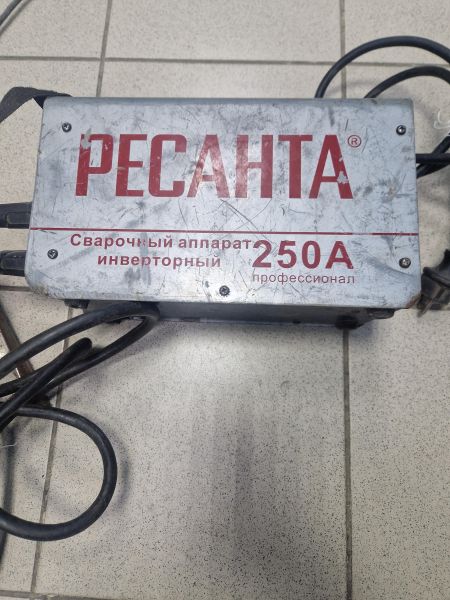 РЕСАНТА®
Сварочный аппарат
инверторный 250А
профессионал